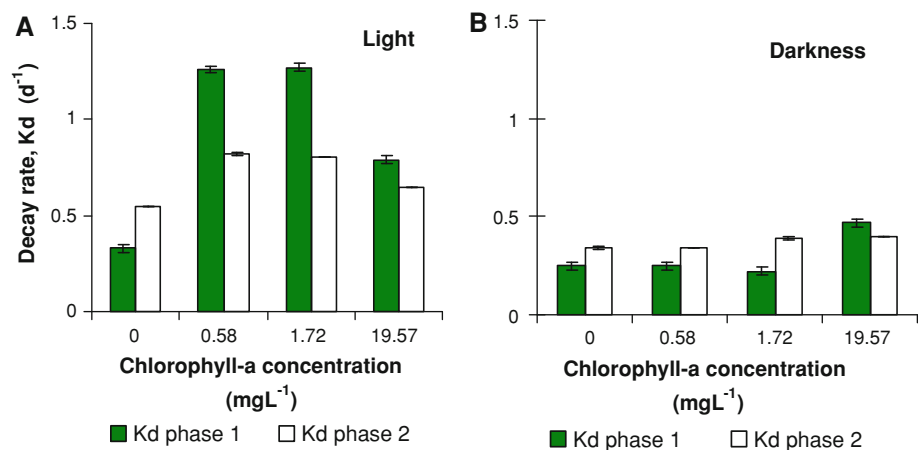 A
Light
Decay rate, Kd (d⁻¹)
1.5
1
0.5
0
0 0.58 1.72 19.57
Chlorophyll-a concentration
(mgL⁻¹)
Kd phase 1 Kd phase 2
B
Darkness
1.5
1
0.5
0
0 0.58 1.72 19.57
Chlorophyll-a concentration
(mgL⁻¹)
Kd phase 1 Kd phase 2